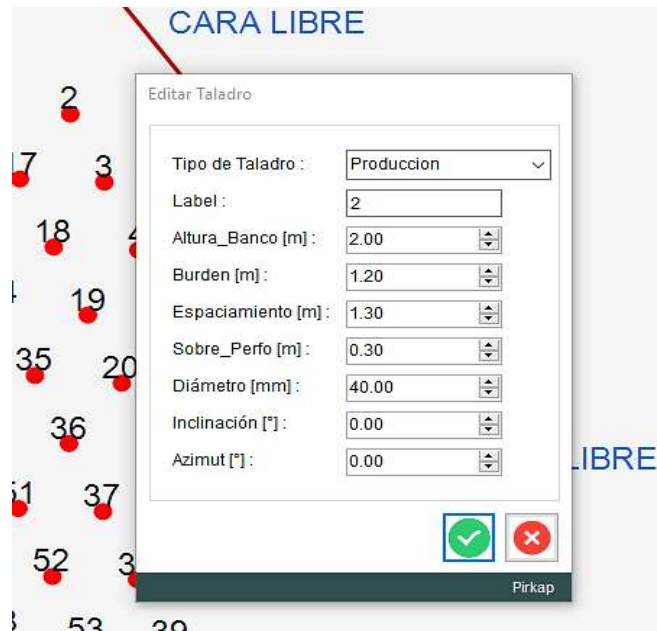 CARA LIBRE
2
Editar Taladro
3
Tipo de Taladro : Produccion
Label : 2
18
Altura_Banco [m] : 2.00
Burden [m] : 1.20
19
Espaciamiento [m] : 1.30
35
20
Sobre_Perfo [m] : 0.30
Diámetro [mm] : 40.00
36
Inclinación [°] : 0.00
Azimut [°] : 0.00
LIBRE
37
52
3
Pirkap
53
39